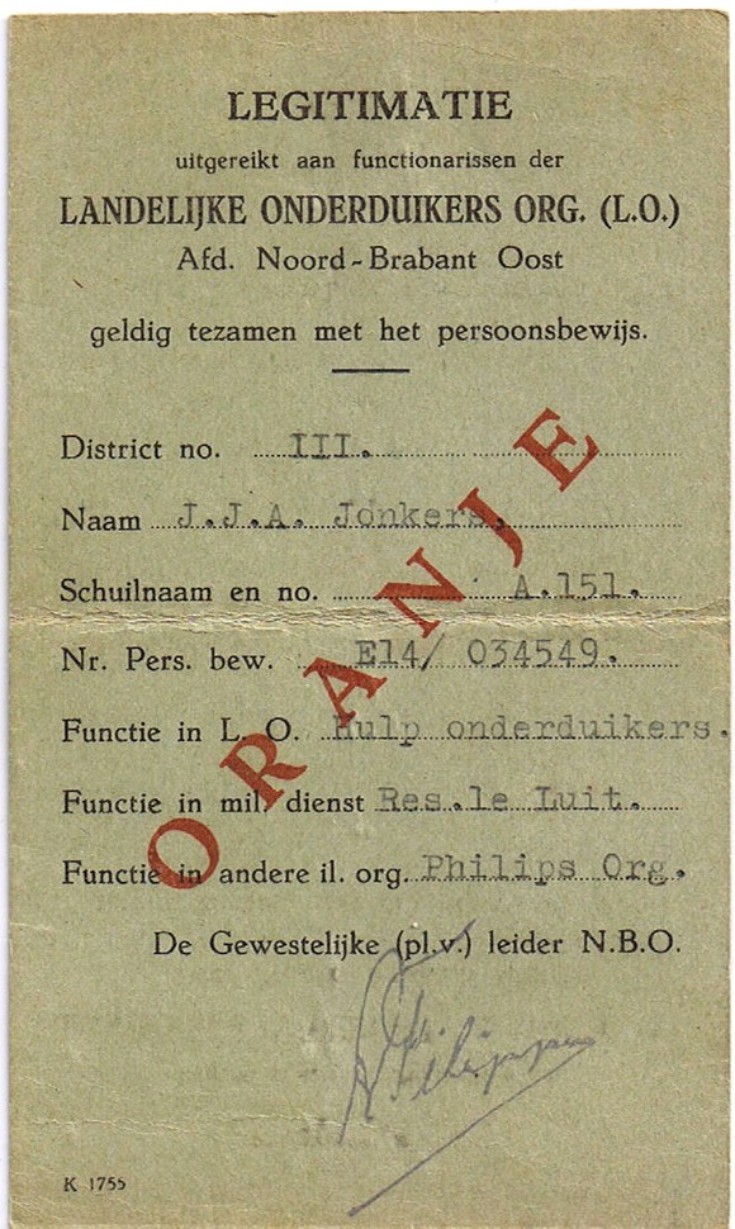 LEGITIMATIE
uitgereikt aan functionarissen der
LANDELIJKE ONDERDUIKERS ORG. (L.O.)
Afd. Noord-Brabant Oost
geldig tezamen met het persoonsbewijs.
District no. III.
Naam J.J.A. Jonkers.
Schuilnaam en no. A.151.
Nr. Pers. bew. E14/ 034549.
Functie in L. O. Hulp onderduikers.
Functie in mil. dienst Res.1e Luit.
Functie in andere il. org. Philips Org.
ORANJE
De Gewestelijke (pl.v.) leider N.B.O.
K 1755